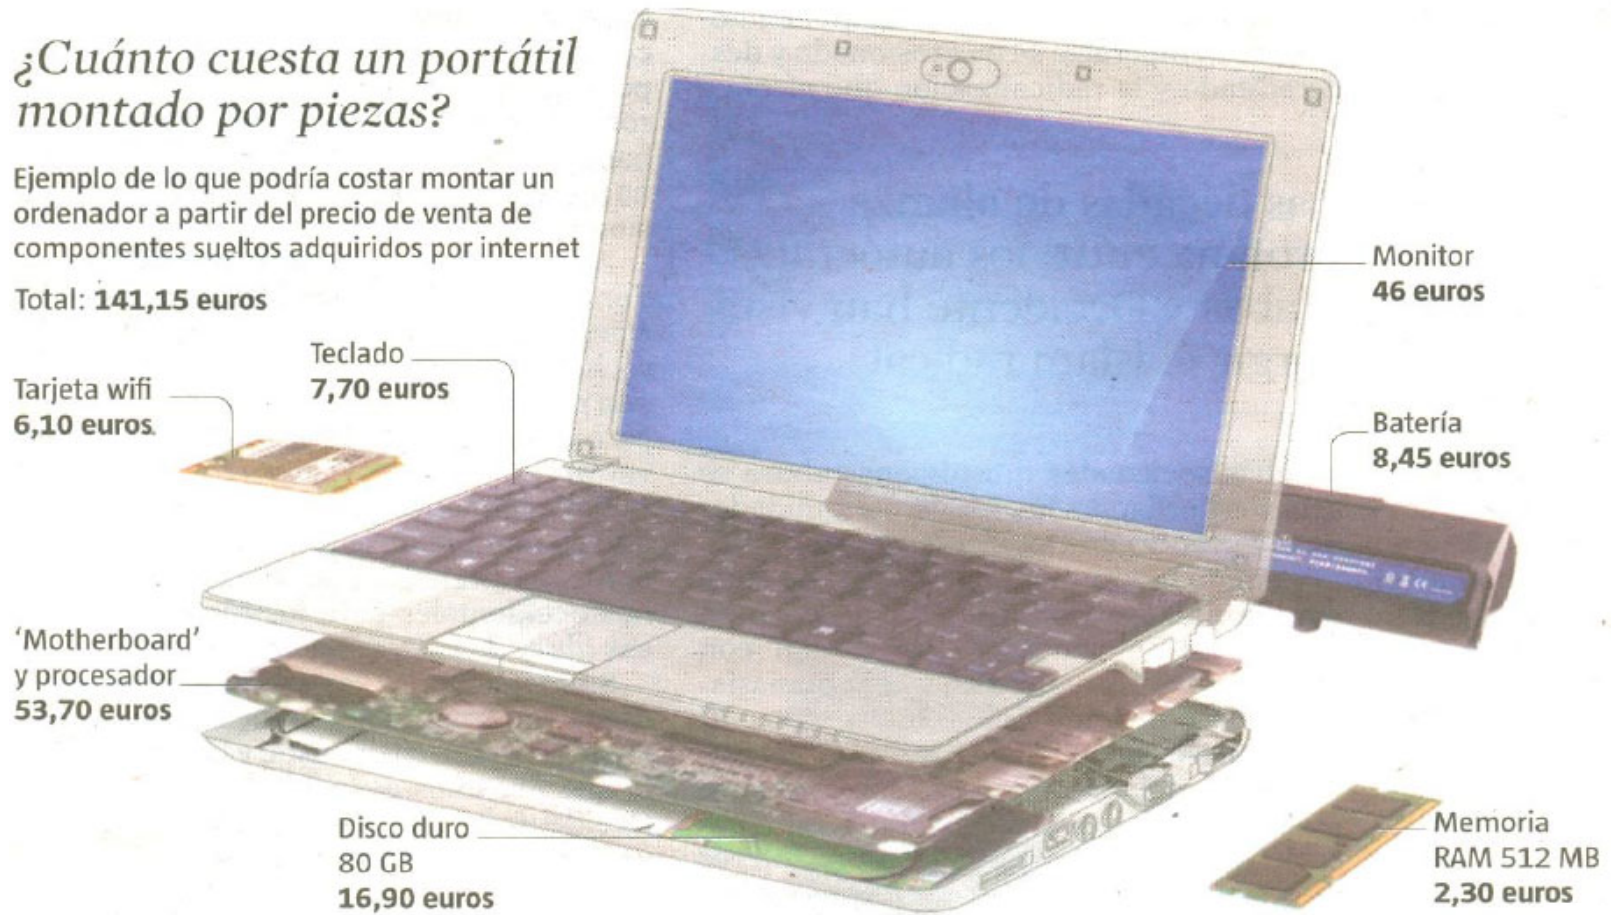 ¿Cuánto cuesta un portátil
montado por piezas?
Ejemplo de lo que podría costar montar un
ordenador a partir del precio de venta de
componentes sueltos adquiridos por internet
Total: 141,15 euros
Teclado
7,70 euros
Tarjeta wifi
6,10 euros
Monitor
46 euros
Batería
8,45 euros
'Motherboard'
y procesador
53,70 euros
Disco duro
80 GB
16,90 euros
Memoria
RAM 512 MB
2,30 euros